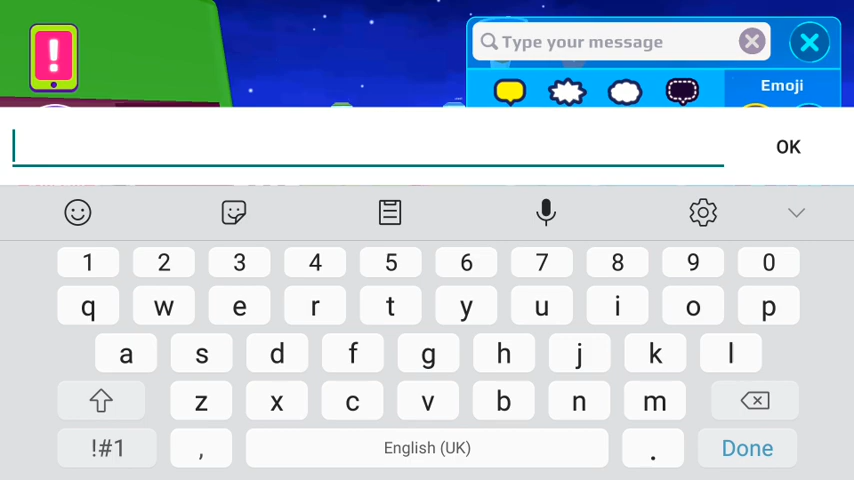 !
Type your message
Emoji
OK
1 2 3 4 5 6 7 8 9 0
q w e r t y u i o p
a s d f g h j k l
z x c v b n m
!#1 , English (UK) . Done